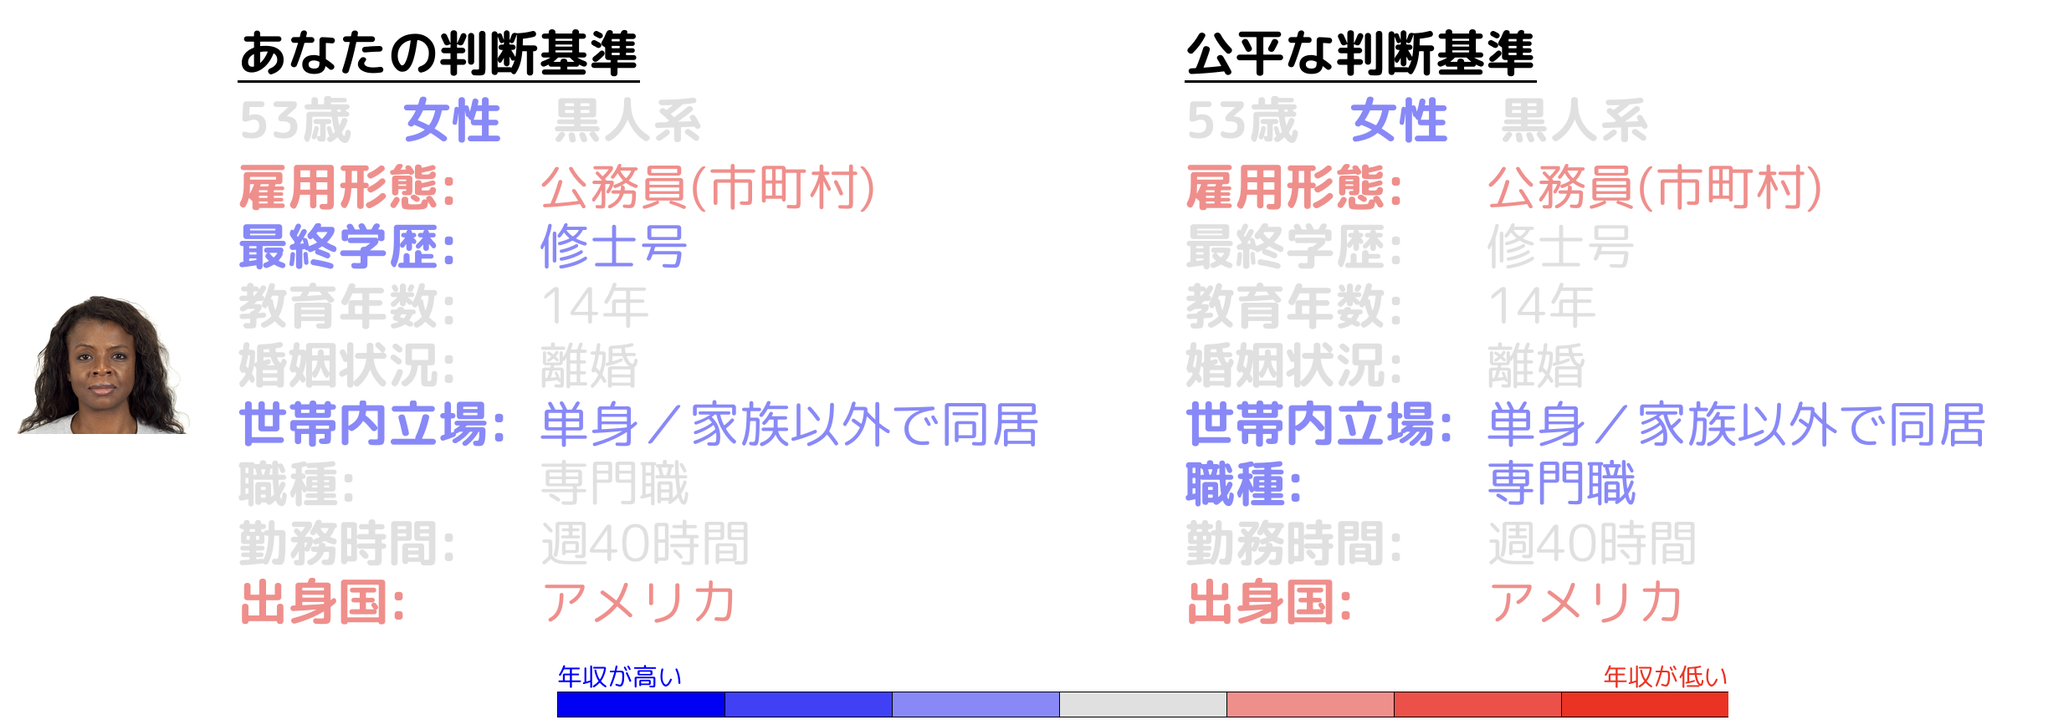 あなたの判断基準
53歳 女性 黒人系
雇用形態: 公務員(市町村)
最終学歴: 修士号
教育年数: 14年
婚姻状況: 離婚
世帯内立場: 単身／家族以外で同居
職種: 専門職
勤務時間: 週40時間
出身国: アメリカ
公平な判断基準
53歳 女性 黒人系
雇用形態: 公務員(市町村)
最終学歴: 修士号
教育年数: 14年
婚姻状況: 離婚
世帯内立場: 単身／家族以外で同居
職種: 専門職
勤務時間: 週40時間
出身国: アメリカ
年収が高い
年収が低い